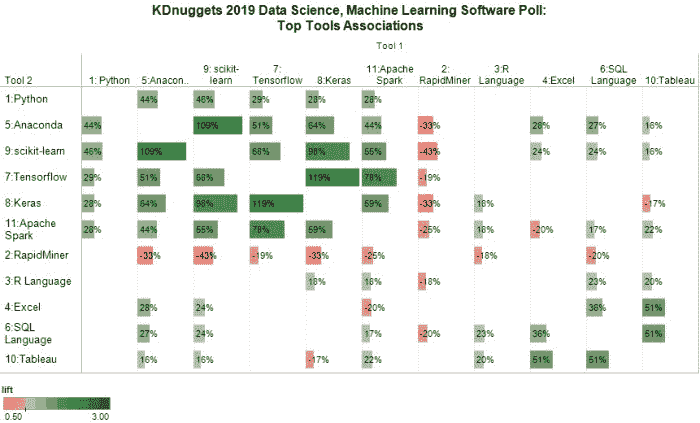 KDnuggets 2019 Data Science, Machine Learning Software Poll:
Top Tools Associations
Tool 1
9: scikit- 7: 11:Apache 2: 3:R 6:SQL
Tool 2 1: Python 5:Anacon.. learn Tensorflow 8:Keras Spark RapidMiner Language 4:Excel Language 10:Tableau
1:Python 44% 46% 29% 28% 28%
5:Anaconda 44% 109% 51% 64% 44% -33% 28% 27% 16%
9:scikit-learn 46% 109% 68% 98% 55% -43% 24% 24% 16%
7:Tensorflow 29% 51% 68% 119% 78% -19%
8:Keras 28% 64% 98% 119% 59% -33% 18% -17%
11:Apache
Spark 28% 44% 55% 78% 59% -25% 18% -20% 17% 22%
2:RapidMiner -33% -43% -19% -33% -25% -18% -20%
3:R Language 18% 18% -18% 23% 20%
4:Excel 28% 24% -20% 36% 51%
6:SQL
Language 27% 24% 17% -20% 23% 36% 51%
10:Tableau 16% 16% -17% 22% 20% 51% 51%
lift
0.50 3.00